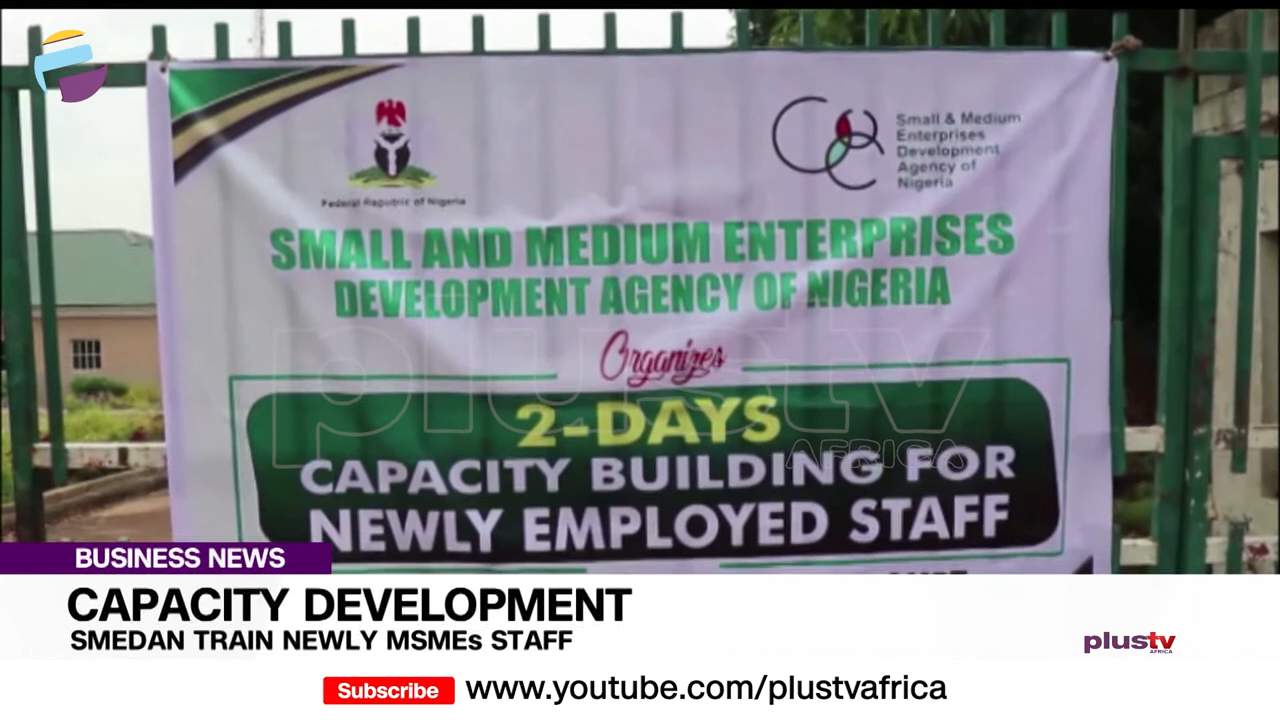 Federal Republic of Nigeria
Small & Medium
Enterprises
Development
Agency of
Nigeria
SMALL AND MEDIUM ENTERPRISES
DEVELOPMENT AGENCY OF NIGERIA
Organizes
2-DAYS
CAPACITY BUILDING FOR
NEWLY EMPLOYED STAFF
plustv
AFRICA
BUSINESS NEWS
CAPACITY DEVELOPMENT
SMEDAN TRAIN NEWLY MSMEs STAFF
plustv
AFRICA
Subscribe www.youtube.com/plustvafrica